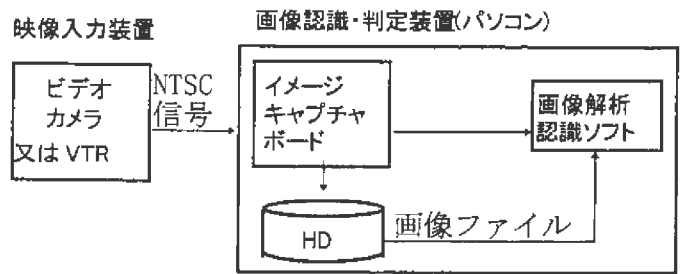 映像入力装置
画像認識・判定装置(パソコン)
ビデオ
カメラ
又はVTR
NTSC
信号
イメージ
キャプチャ
ボード
画像解析
認識ソフト
HD
画像ファイル